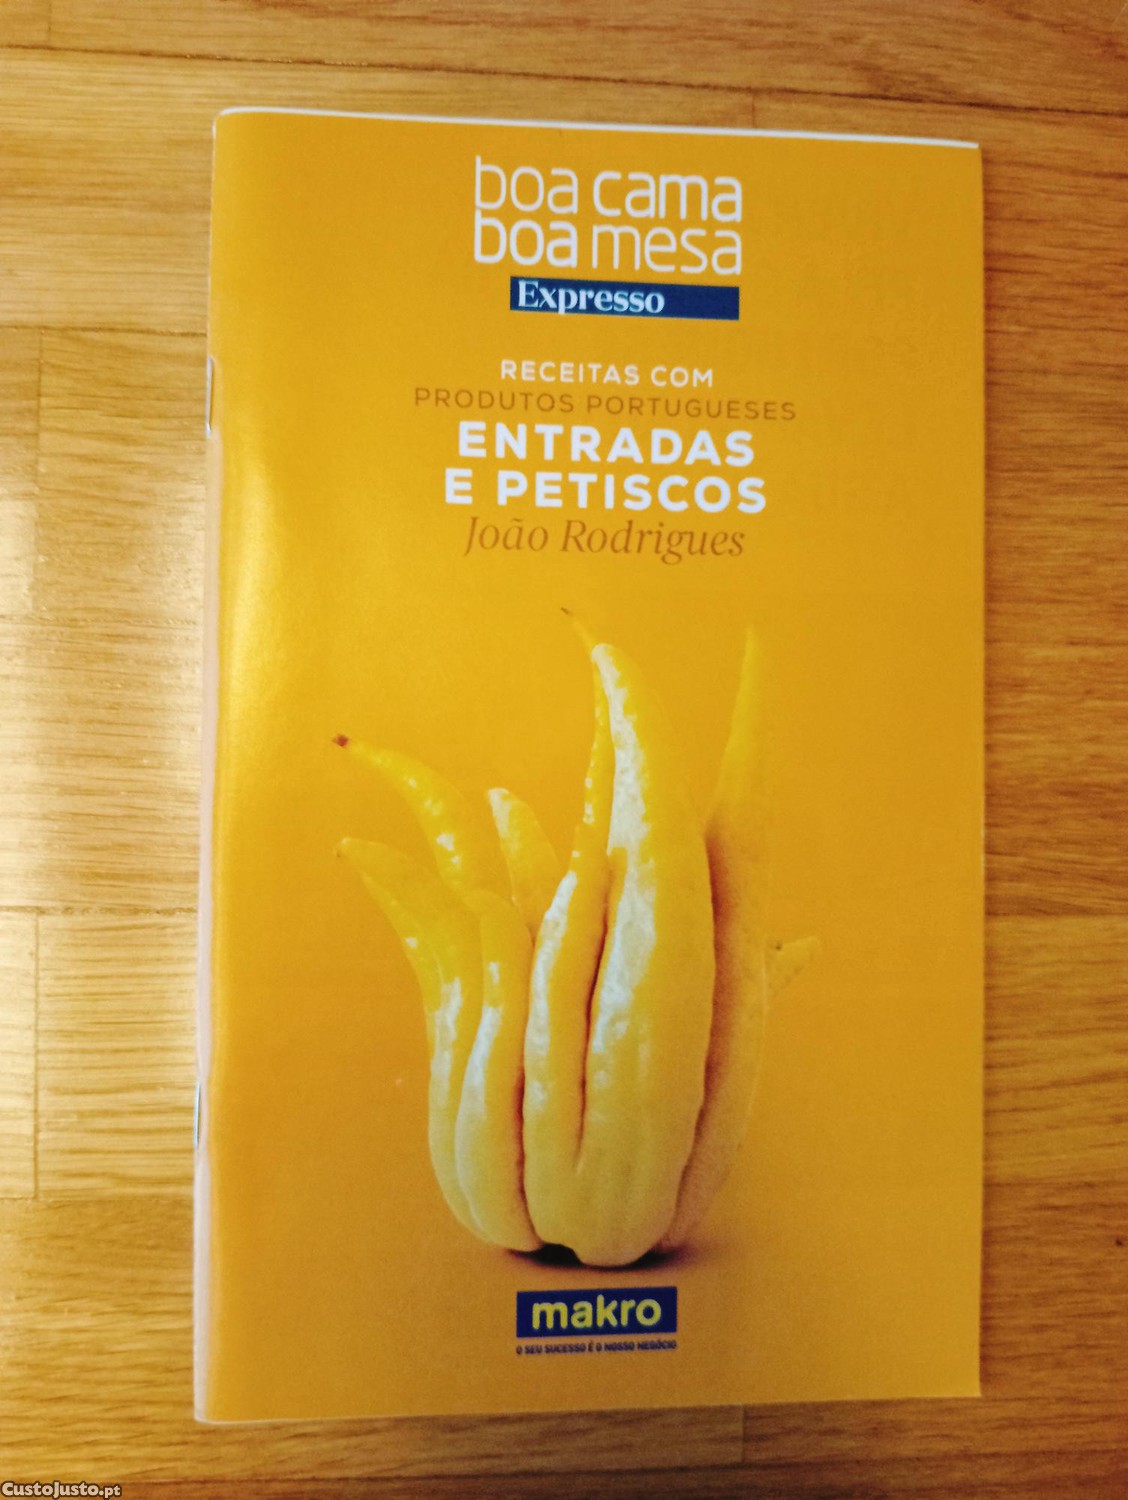 boa cama
boa mesa
Expresso
RECEITAS COM
PRODUTOS PORTUGUESES
ENTRADAS
E PETISCOS
João Rodrigues
makro
O SEU SUCESSO É O NOSSO NEGÓCIO
CustoJusto.pt